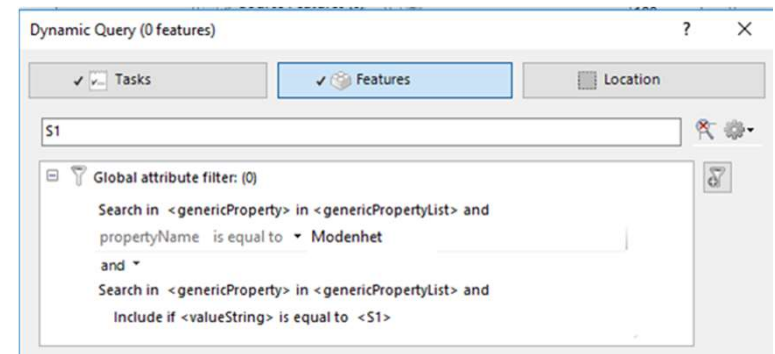 Dynamic Query (0 features) ? ×
✓ Tasks ✓ Features Location
S1
Global attribute filter: (0)
Search in <genericProperty> in <genericPropertyList> and
propertyName is equal to Modenhet
and
Search in <genericProperty> in <genericPropertyList> and
Include if <valueString> is equal to <S1>